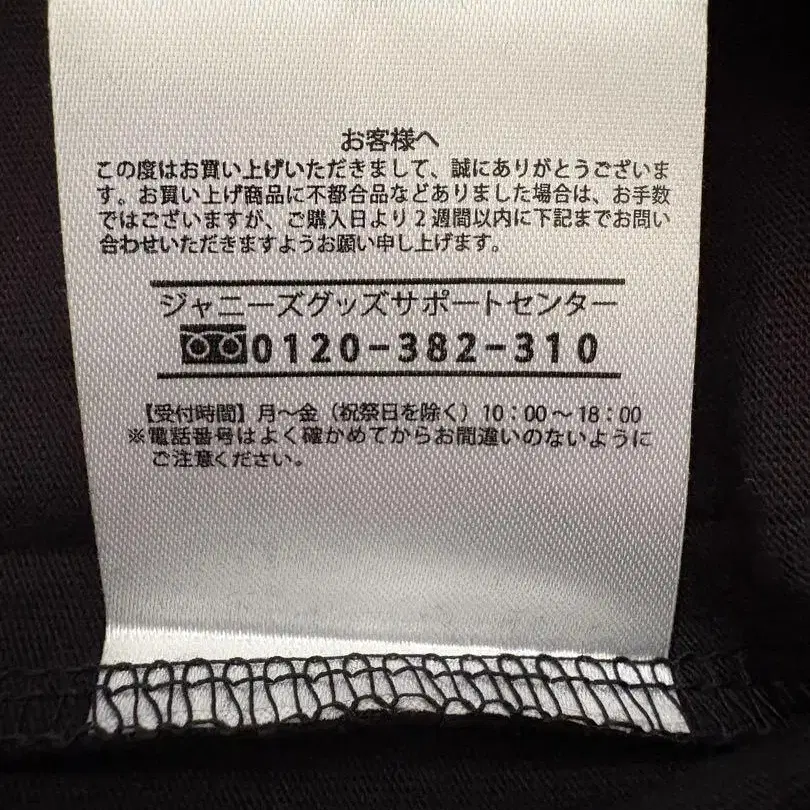 お客様へ
この度はお買い上げいただきまして、誠にありがとうございま
す。お買い上げ商品に不都合品などありました場合は、お手数
ではございますが、ご購入日より2週間以内に下記までお問い
合わせいただきますようお願い申し上げます。
ジャニーズグッズサポートセンター
0120-382-310
【受付時間】月〜金（祝祭日を除く）10：00〜18：00
※電話番号はよく確かめてからお間違いのないように
ご注意ください。